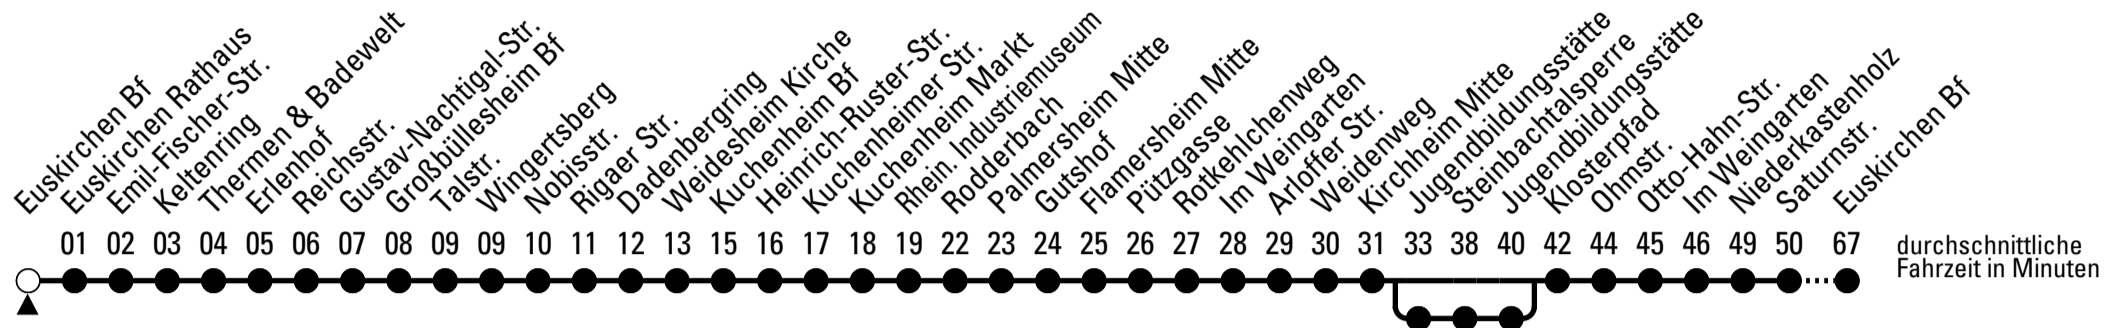 Euskirchen Bf
Euskirchen Rathaus
Emil-Fischer-Str.
Keltenring
Thermen & Badewelt
Erlenhof
Reichsstr.
Gustav-Nachtigal-Str.
Großbüllesheim Bf
Talstr.
Wingertsberg
Nobisstr.
Rigaer Str.
Dadenbergring
Weidesheim Kirche
Kuchenheim Bf
Heinrich-Ruster-Str.
Kuchenheimer Str.
Kuchenheim Markt
Rhein. Industriemuseum
Rodderbach
Palmersheim Mitte
Gutshof
Flamersheim Mitte
Pützgasse
Rotkehlchenweg
Im Weingarten
Arloffer Str.
Weidenweg
Kirchheim Mitte
Jugendbildungsstätte
Steinbachtalsperre
Jugendbildungsstätte
Klosterpfad
Ohmstr.
Otto-Hahn-Str.
Im Weingarten
Niederkastenholz
Saturnstr.
Euskirchen Bf
01 02 03 04 05 06 07 08 09 09 10 11 12 13 15 16 17 18 19 22 23 24 25 26 27 28 29 30 31 33 38 40 42 44 45 46 49 50 67
durchschnittliche
Fahrzeit in Minuten